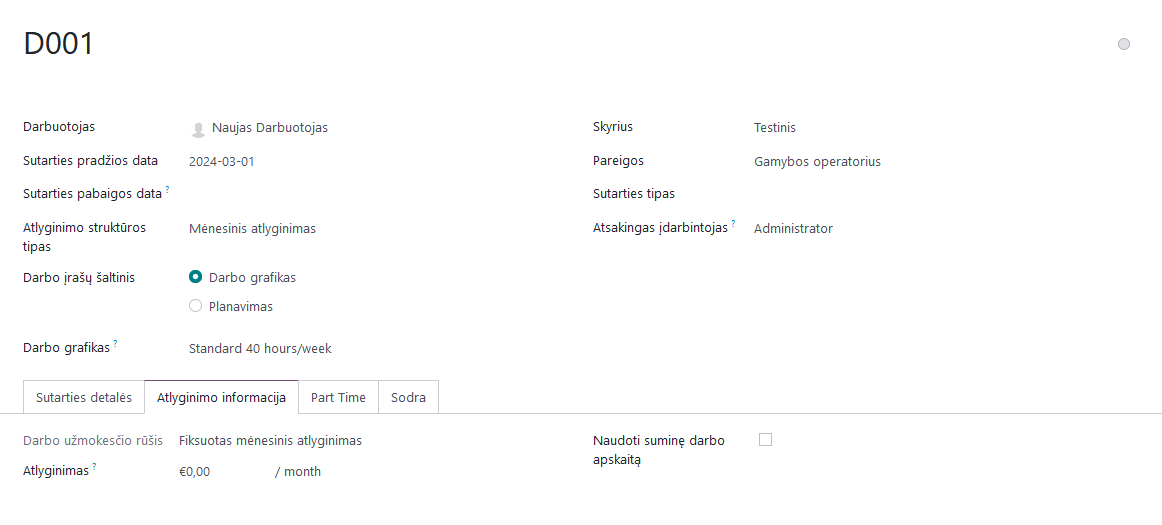 D001
Darbuotojas
Naujas Darbuotojas
Sutarties pradžios data
2024-03-01
Sutarties pabaigos data ?
Atlyginimo struktūros
tipas
Mėnesinis atlyginimas
Darbo įrašų šaltinis
Darbo grafikas
Planavimas
Darbo grafikas ?
Standard 40 hours/week
Skyrius
Testinis
Pareigos
Gamybos operatorius
Sutarties tipas
Atsakingas įdarbintojas ?
Administrator
Sutarties detalės
Atlyginimo informacija
Part Time
Sodra
Darbo užmokesčio rūšis
Fiksuotas mėnesinis atlyginimas
Atlyginimas ?
€0,00 / month
Naudoti suminę darbo
apskaitą